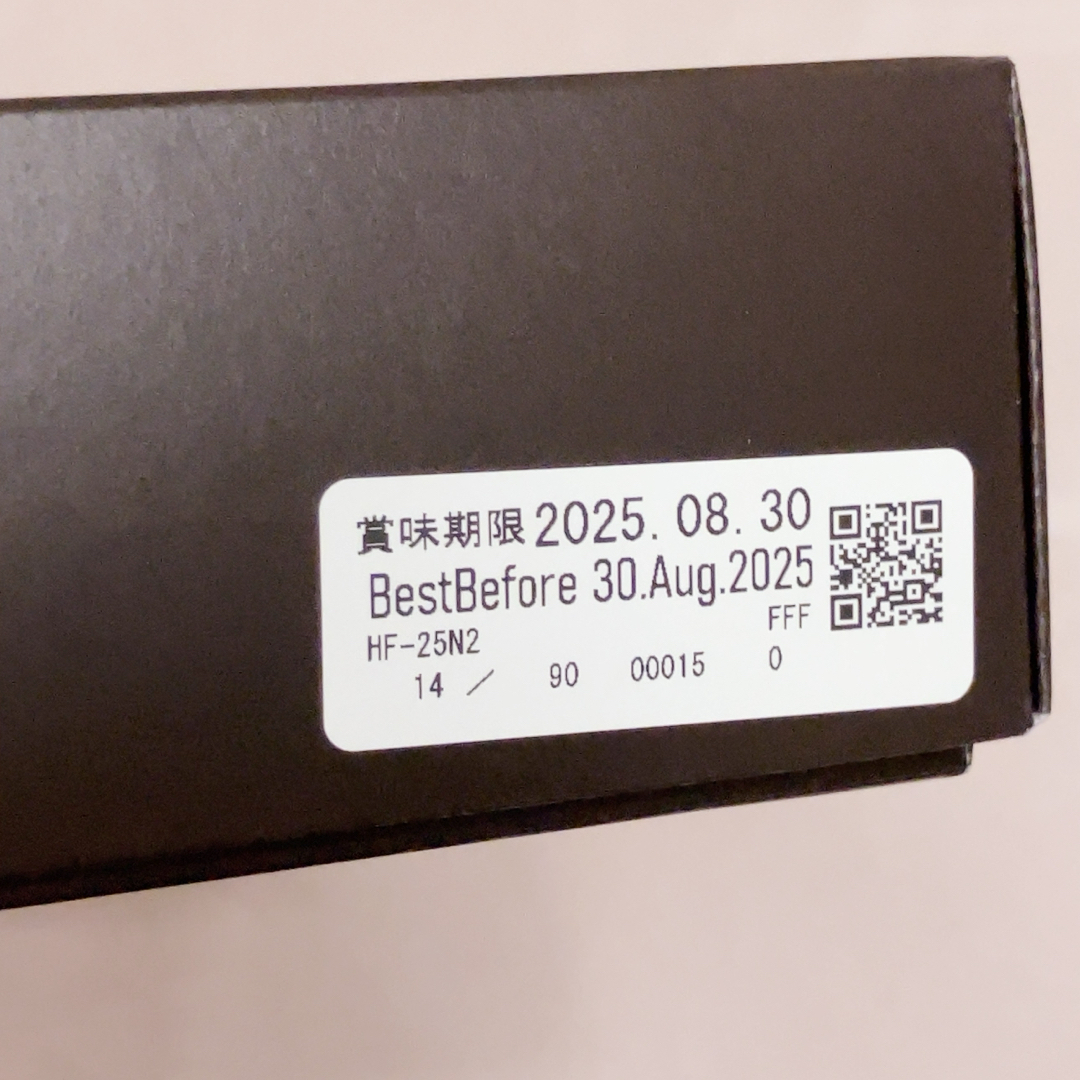 賞味期限 2025. 08. 30
BestBefore 30.Aug.2025
HF-25N2 FFF
14 ／ 90 00015 0